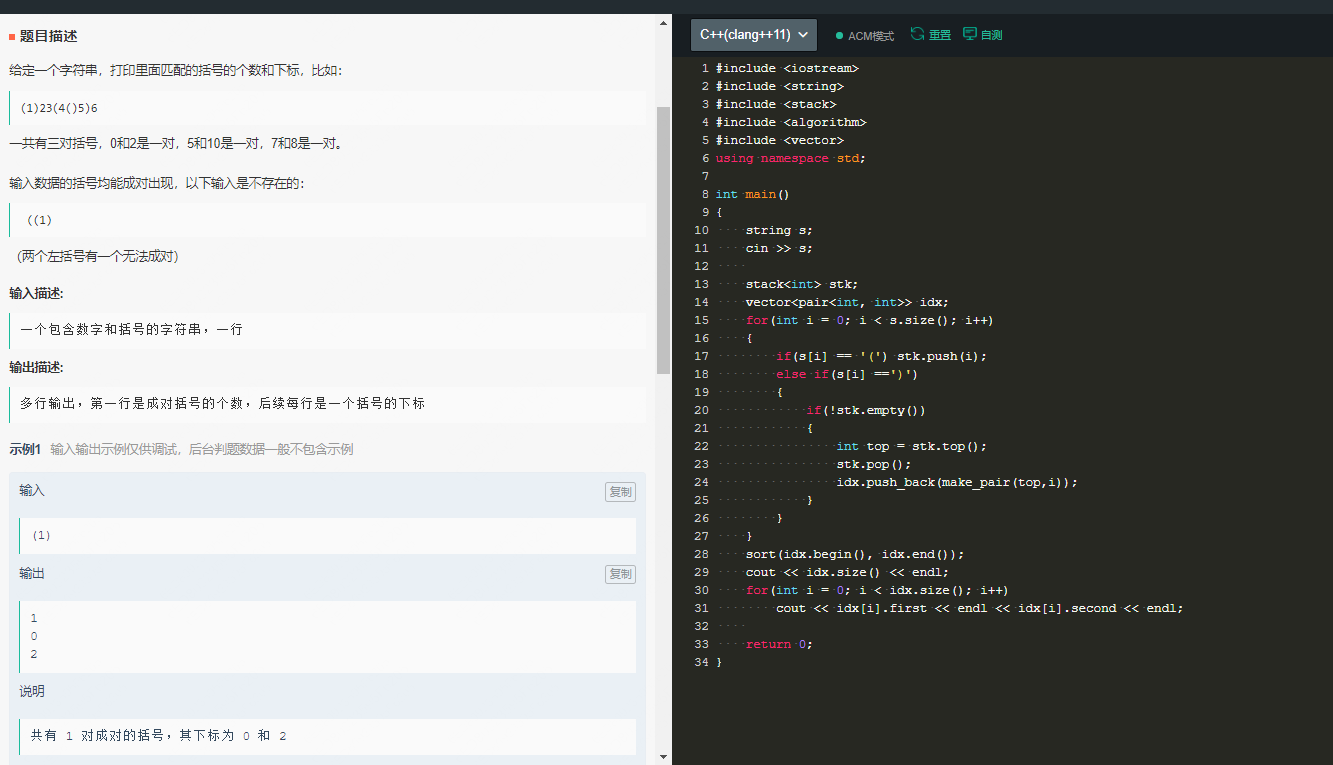 题目描述
给定一个字符串，打印里面匹配的括号的个数和下标，比如：
(1)23(4()5)6
一共有三对括号，0和2是一对，5和10是一对，7和8是一对。
输入数据的括号均能成对出现，以下输入是不存在的：
((1)
（两个左括号有一个无法成对）
输入描述:
一个包含数字和括号的字符串，一行
输出描述:
多行输出，第一行是成对括号的个数，后续每行是一个括号的下标
示例1 输入输出示例仅供调试，后台判题数据一般不包含示例
输入 复制
(1)
输出 复制
1
0
2
说明
共有 1 对成对的括号，其下标为 0 和 2
C++(clang++11) ACM模式 重置 自测
1 #include <iostream>
2 #include <string>
3 #include <stack>
4 #include <algorithm>
5 #include <vector>
6 using namespace std;
7
8 int main()
9 {
10     string s;
11     cin >> s;
12
13     stack<int> stk;
14     vector<pair<int, int>> idx;
15     for(int i = 0; i < s.size(); i++)
16     {
17         if(s[i] == '(') stk.push(i);
18         else if(s[i] ==')')
19         {
20             if(!stk.empty())
21             {
22                 int top = stk.top();
23                 stk.pop();
24                 idx.push_back(make_pair(top,i));
25             }
26         }
27     }
28     sort(idx.begin(), idx.end());
29     cout << idx.size() << endl;
30     for(int i = 0; i < idx.size(); i++)
31         cout << idx[i].first << endl << idx[i].second << endl;
32
33     return 0;
34 }